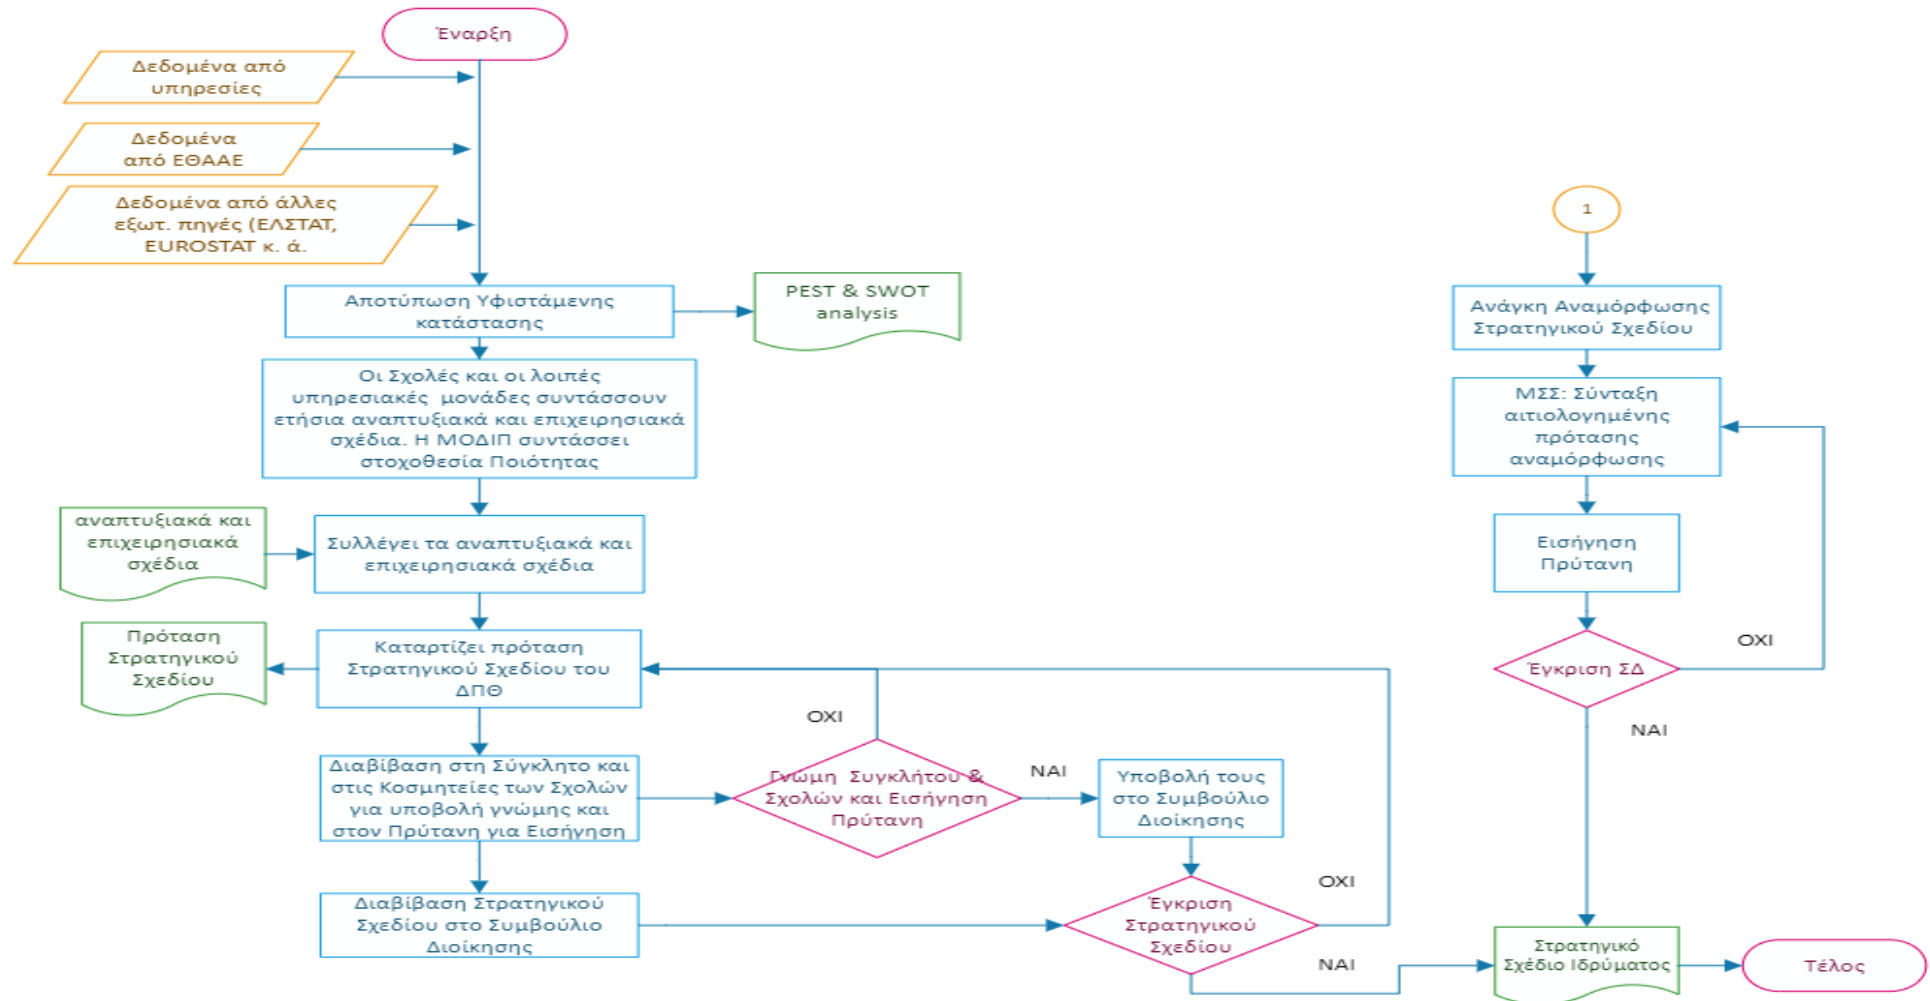 Έναρξη
Δεδομένα από
υπηρεσίες
Δεδομένα
από ΕΘΑΑΕ
Δεδομένα από άλλες
εξωτ. πηγές (ΕΛΣΤΑΤ,
EUROSTAT κ. ά.
Αποτύπωση Υφιστάμενης
κατάστασης
PEST & SWOT
analysis
Οι Σχολές και οι λοιπές
υπηρεσιακές μονάδες συντάσσουν
ετήσια αναπτυξιακά και επιχειρησιακά
σχέδια. Η ΜΟΔΙΠ συντάσσει
στοχοθεσία Ποιότητας
αναπτυξιακά και
επιχειρησιακά
σχέδια
Συλλέγει τα αναπτυξιακά και
επιχειρησιακά σχέδια
Πρόταση
Στρατηγικού
Σχεδίου
Καταρτίζει πρόταση
Στρατηγικού Σχεδίου του
ΔΠΘ
Διαβίβαση στη Σύγκλητο και
στις Κοσμητείες των Σχολών
για υποβολή γνώμης και
στον Πρύτανη για Εισήγηση
ΟΧΙ
Γνώμη Συγκλήτου &
Σχολών και Εισήγηση
Πρύτανη
ΝΑΙ
Υποβολή τους
στο Συμβούλιο
Διοίκησης
Διαβίβαση Στρατηγικού
Σχεδίου στο Συμβούλιο
Διοίκησης
Έγκριση
Στρατηγικού
Σχεδίου
ΟΧΙ
ΝΑΙ
1
Ανάγκη Αναμόρφωσης
Στρατηγικού Σχεδίου
ΜΣΣ: Σύνταξη
αιτιολογημένης
πρότασης
αναμόρφωσης
Εισήγηση
Πρύτανη
Έγκριση ΣΔ
ΟΧΙ
ΝΑΙ
Στρατηγικό
Σχέδιο Ιδρύματος
Τέλος